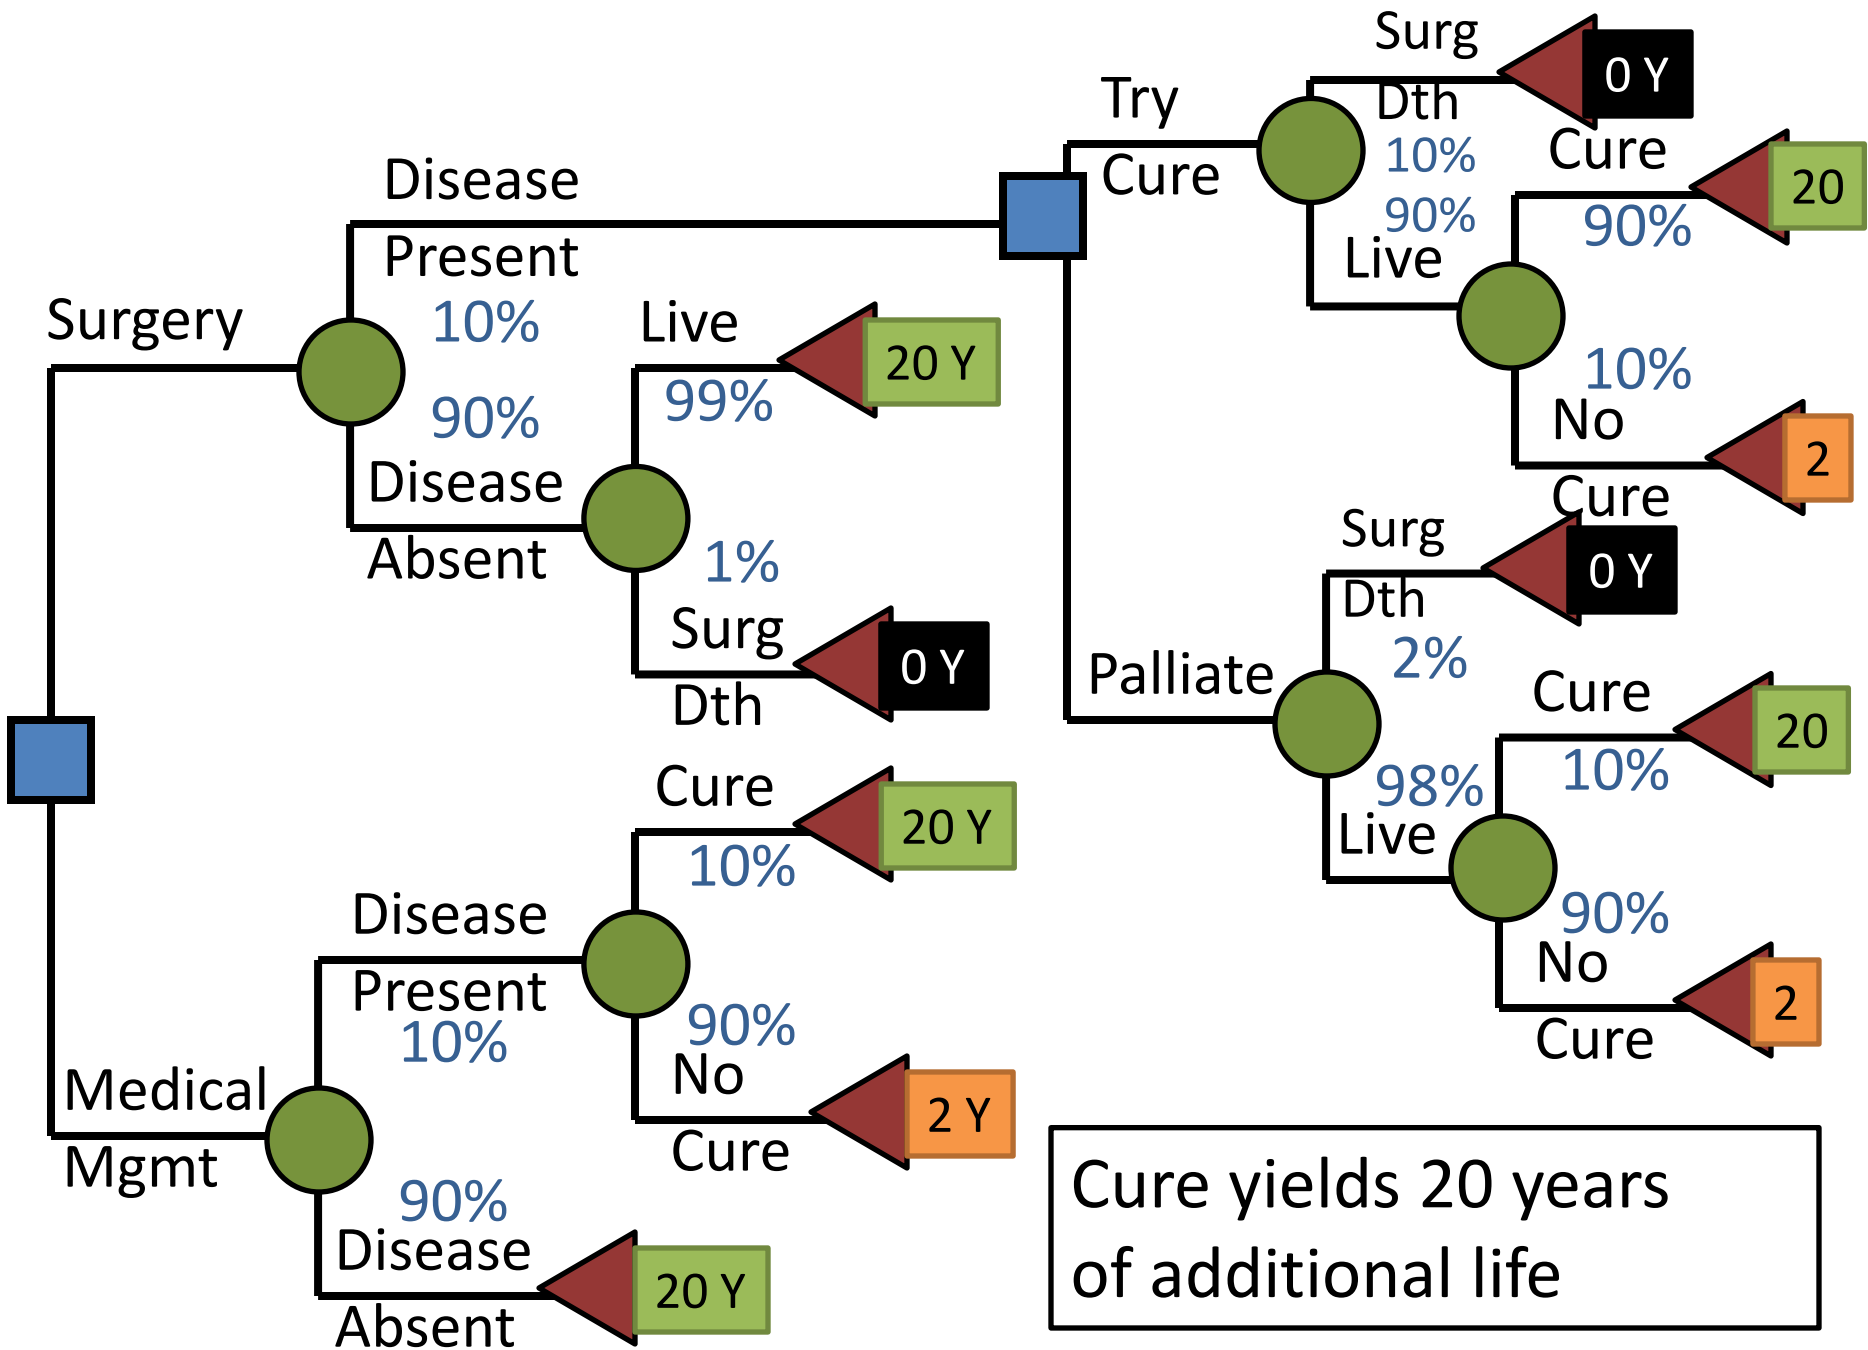 Surg
0 Y
Dth
10%
Try
Cure
90%
Live
Cure
20
90%
10%
No
2
Cure
Disease
Present
10%
Surgery
90%
Disease
Absent
Live
20 Y
99%
1%
Surg
0 Y
Dth
Surg
0 Y
Dth
2%
Palliate
98%
Live
Cure
20
10%
90%
No
2
Cure
Cure
20 Y
10%
Disease
Present
10%
90%
No
2 Y
Cure
Medical
Mgmt
90%
Disease
20 Y
Absent
Cure yields 20 years
of additional life